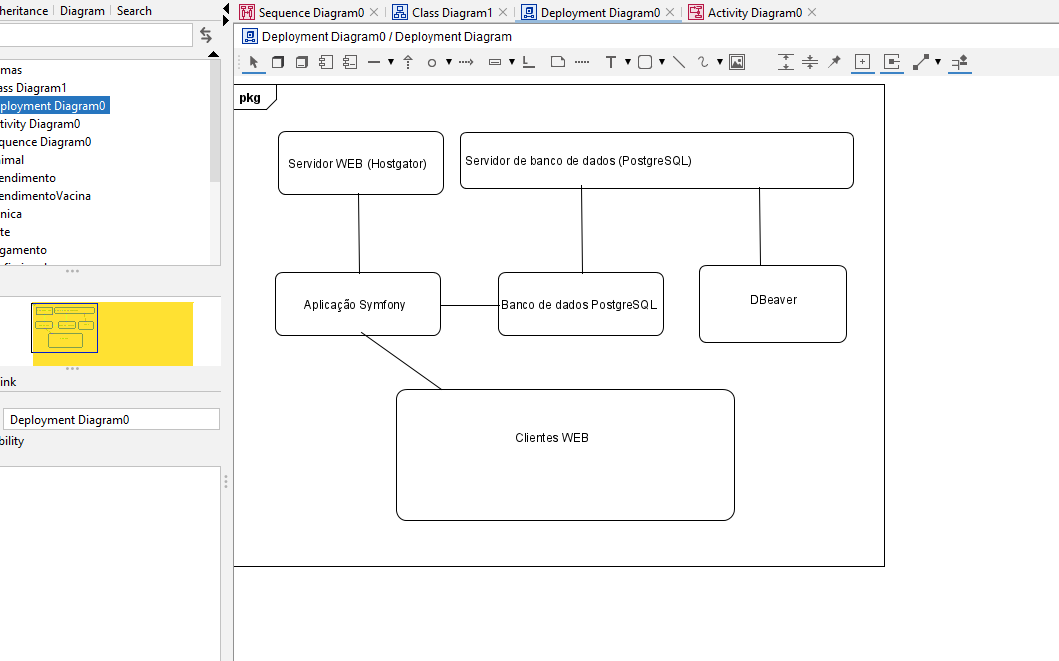 heritance Diagram Search
Sequence Diagram0 Class Diagram1 Deployment Diagram0 Activity Diagram0
Deployment Diagram0 / Deployment Diagram
mas
ass Diagram1
ployment Diagram0
tivity Diagram0
quence Diagram0
imal
endimento
endimentoVacina
nica
te
gamento
ink
Deployment Diagram0
bility
pkg
Servidor WEB (Hostgator)
Servidor de banco de dados (PostgreSQL)
Aplicação Symfony
Banco de dados PostgreSQL
DBeaver
Clientes WEB